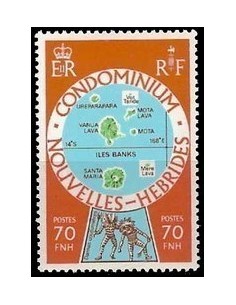 E II R
R F
CONDOMINIUM
UREPARAPARA
Vot Tande
MOTA LAVA
VANUA LAVA
MOTA
14°S
168°E
ILES BANKS
SANTA MARIA
Mere Lava
NOUVELLES-HEBRIDES
POSTES
70
FNH
POSTES
70
FNH